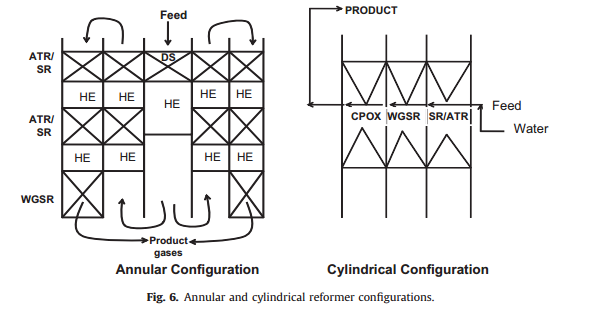 Feed
ATR/
SR
DS
HE
HE
HE
HE
HE
ATR/
SR
HE
HE
HE
HE
WGSR
Product
gases
Annular Configuration
PRODUCT
CPOX
WGSR
SR/ATR
Feed
Water
Cylindrical Configuration
Fig. 6. Annular and cylindrical reformer configurations.